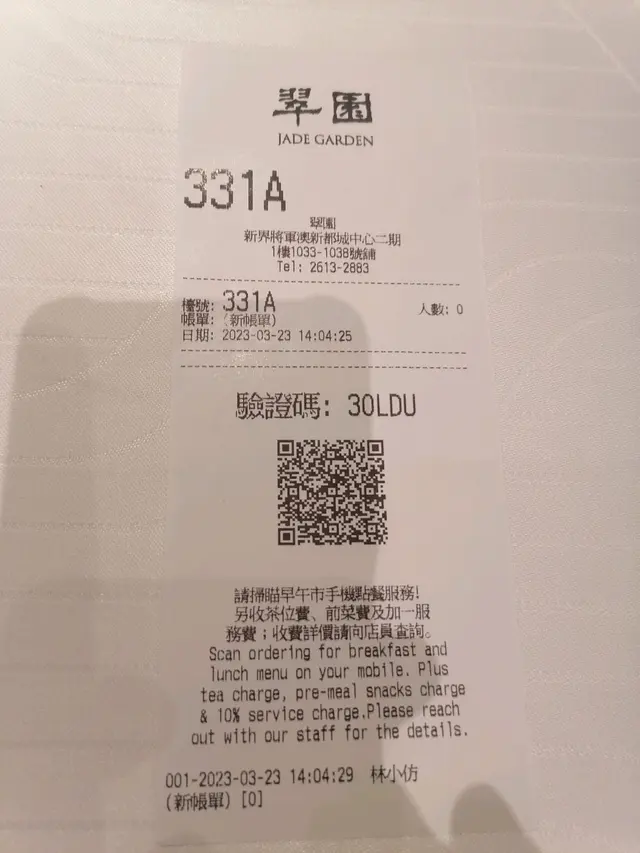 翠園
JADE GARDEN
331A
翠園
新界將軍澳新都城中心二期
1樓1033-1038號舖
Tel: 2613-2883
檯號: 331A
人數: 0
帳單: (新帳單)
日期: 2023-03-23 14:04:25
驗證碼: 30LDU
請掃瞄早午市手機點餐服務!
另收茶位費、前菜費及加一服
務費；收費詳價請向店員查詢。
Scan ordering for breakfast and
lunch menu on your mobile. Plus
tea charge, pre-meal snacks charge
& 10% service charge.Please reach
out with our staff for the details.
001-2023-03-23 14:04:29 林小仿
(新帳單) [0]